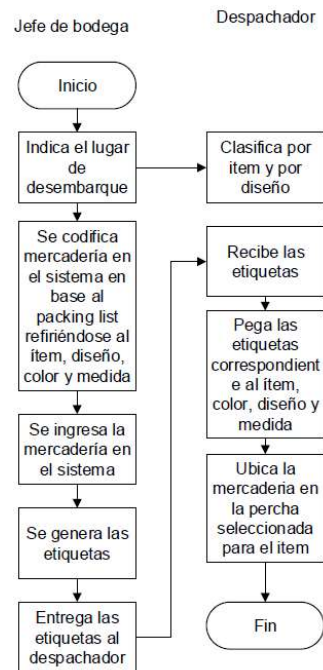 Jefe de bodega
Despachador
Inicio
Indica el lugar
de
desembarque
Clasifica por
item y por
diseño
Se codifica
mercadería en
el sistema en
base al
packing list
refiriéndose al
ítem, diseño,
color y medida
Se ingresa la
mercadería en
el sistema
Se genera las
etiquetas
Entrega las
etiquetas al
despachador
Recibe las
etiquetas
Pega las
etiquetas
correspondient
e al ítem,
color, diseño y
medida
Ubica la
mercaderia en
la percha
seleccionada
para el item
Fin